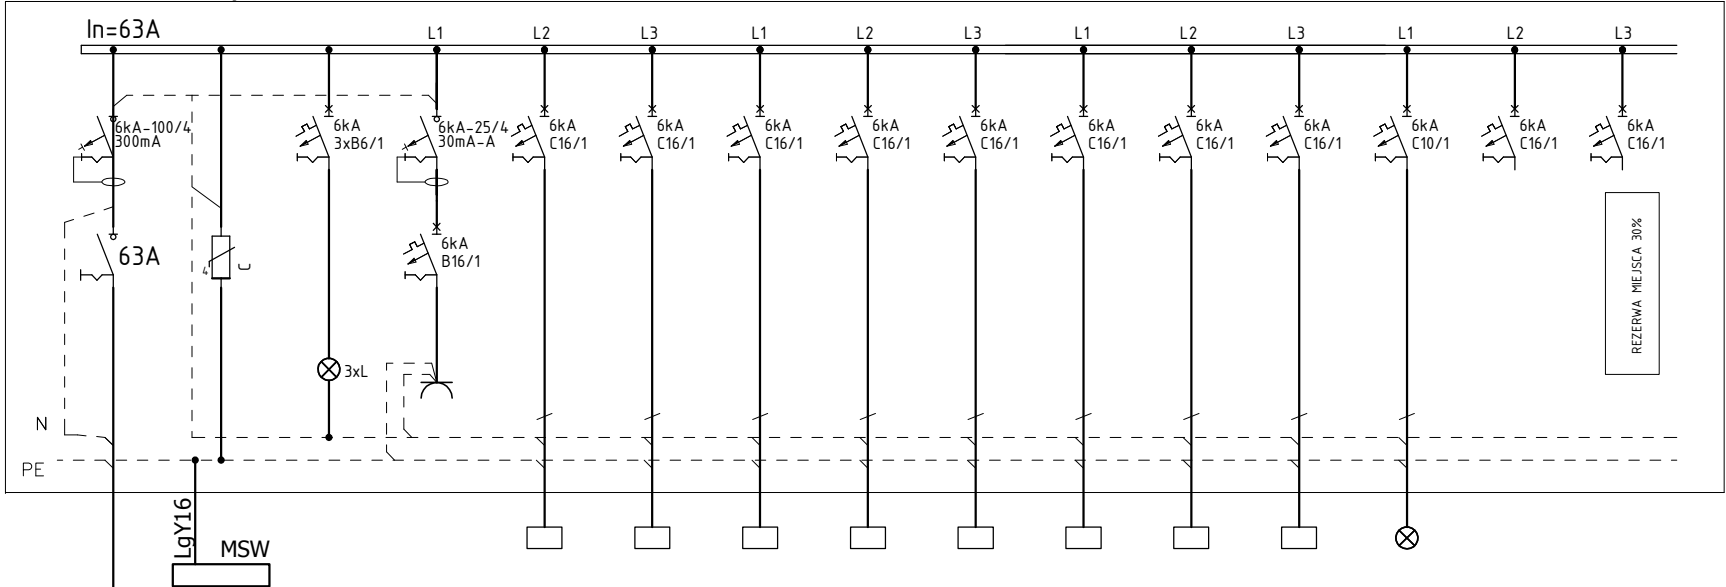 In=63A
L1
L2
L3
L1
L2
L3
L1
L2
L3
L1
L2
L3
6kA-100/4
300mA
6kA
3xB6/1
6kA-25/4
30mA-A
6kA
C16/1
6kA
C16/1
6kA
C16/1
6kA
C16/1
6kA
C16/1
6kA
C16/1
6kA
C16/1
6kA
C16/1
6kA
C10/1
6kA
C16/1
6kA
C16/1
63A
4
C
6kA
B16/1
REZERWA MIEJSCA 30%
3xL
N
PE
LgY16
MSW